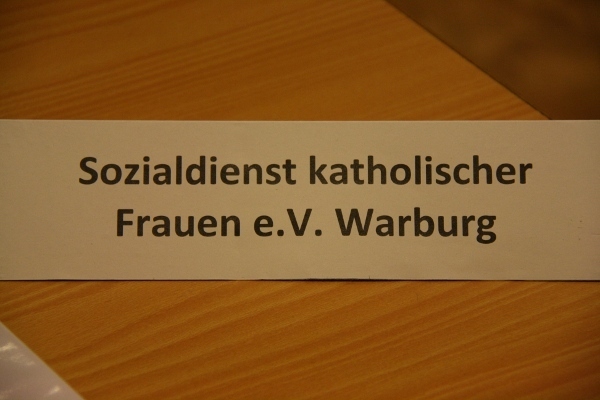 Sozialdienst katholischer
Frauen e.V. Warburg